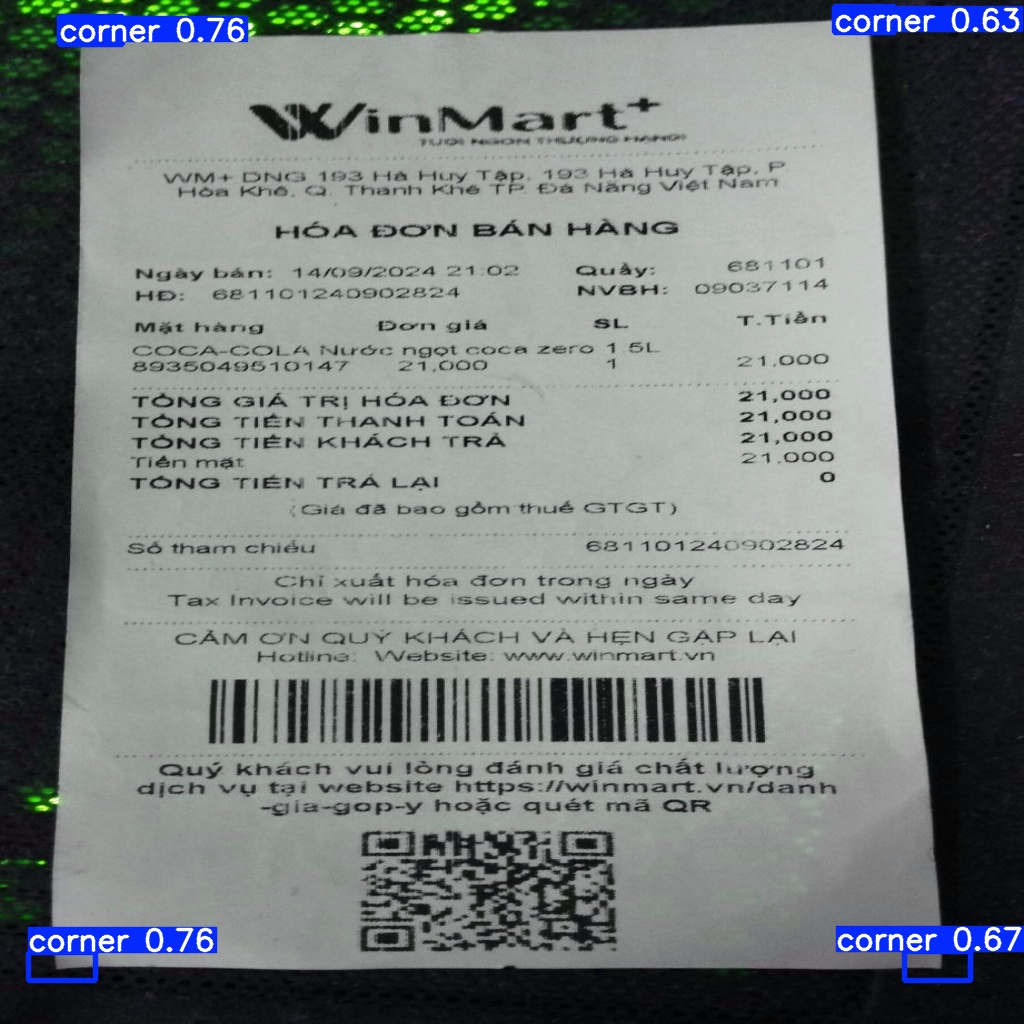 corner 0.76
corner 0.63
WinMart+
TƯƠI NGON THƯỢNG HẠNG!
WM+ DNG 193 Hà Huy Tập, 193 Hà Huy Tập, P.
Hòa Khê, Q. Thanh Khê TP. Đà Nẵng Việt Nam
HÓA ĐƠN BÁN HÀNG
Ngày bán: 14/09/2024 21:02 Quầy: 681101
HĐ: 681101240902824 NVBH: 09037114
Mặt hàng Đơn giá SL T.Tiền
COCA-COLA Nước ngọt coca zero 1.5L
8935049510147 21,000 1 21,000
TỔNG GIÁ TRỊ HÓA ĐƠN 21,000
TỔNG TIỀN THANH TOÁN 21,000
TỔNG TIỀN KHÁCH TRẢ 21,000
Tiền mặt 21,000
TỔNG TIỀN TRẢ LẠI 0
(Giá đã bao gồm thuế GTGT)
Số tham chiếu 681101240902824
Chỉ xuất hóa đơn trong ngày
Tax Invoice will be issued within same day
CẢM ƠN QUÝ KHÁCH VÀ HẸN GẶP LẠI
Hotline: Website: www.winmart.vn
Quý khách vui lòng đánh giá chất lượng
dịch vụ tại website https://winmart.vn/danh
-gia-gop-y hoặc quét mã QR
corner 0.76
corner 0.67